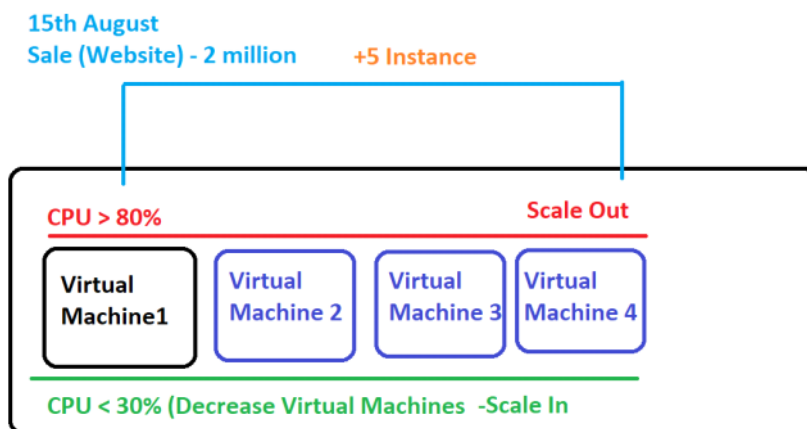 15th August
Sale (Website) - 2 million
+5 Instance
CPU > 80%
Scale Out
Virtual
Machine1
Virtual
Machine 2
Virtual
Machine 3
Virtual
Machine 4
CPU < 30% (Decrease Virtual Machines -Scale In